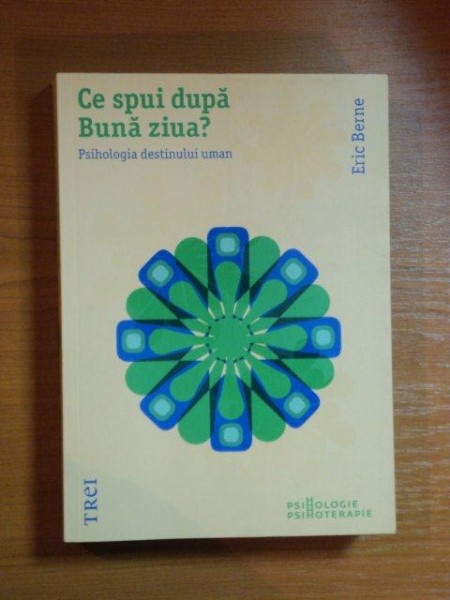 Ce spui după
Bună ziua?
Psihologia destinului uman
Eric Berne
TREI
PSIHOLOGIE
PSIHOTERAPIE